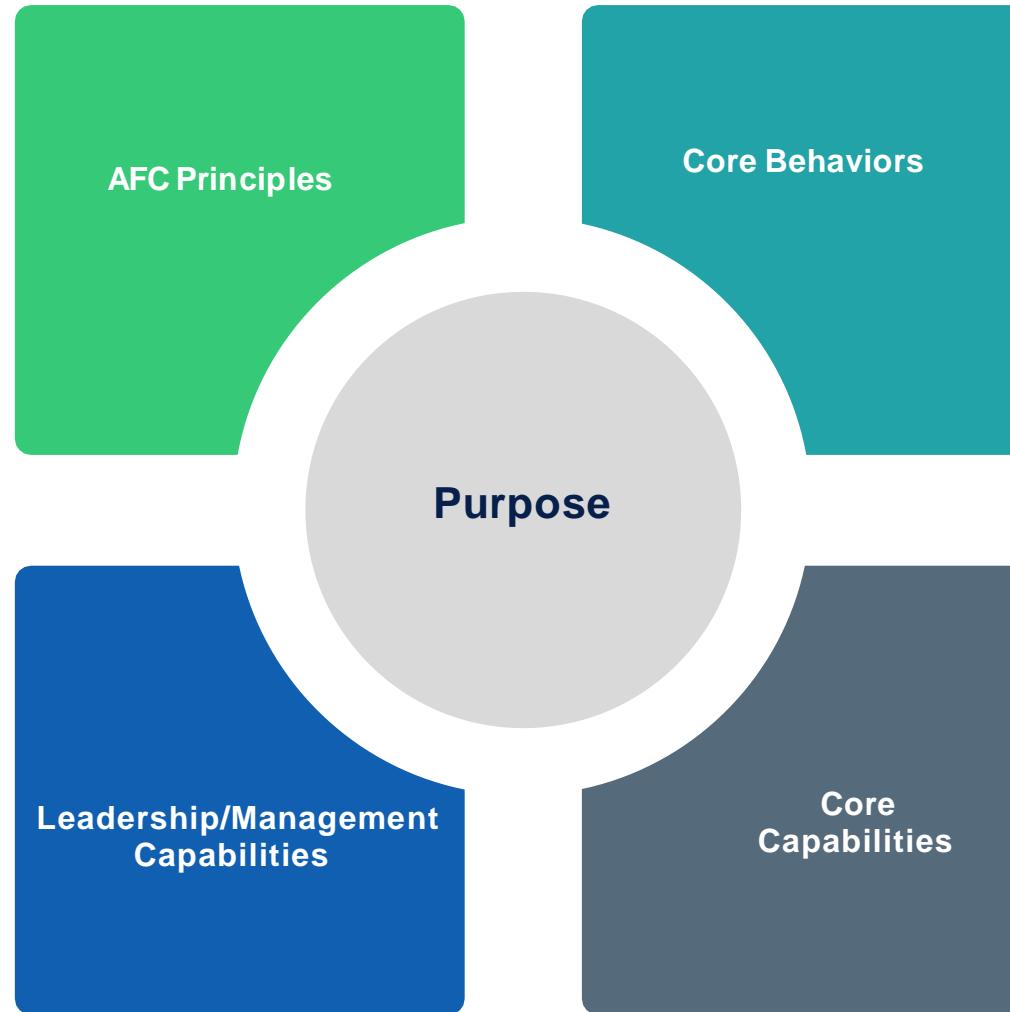 AFC Principles
Core Behaviors
Purpose
Leadership/Management
Capabilities
Core
Capabilities